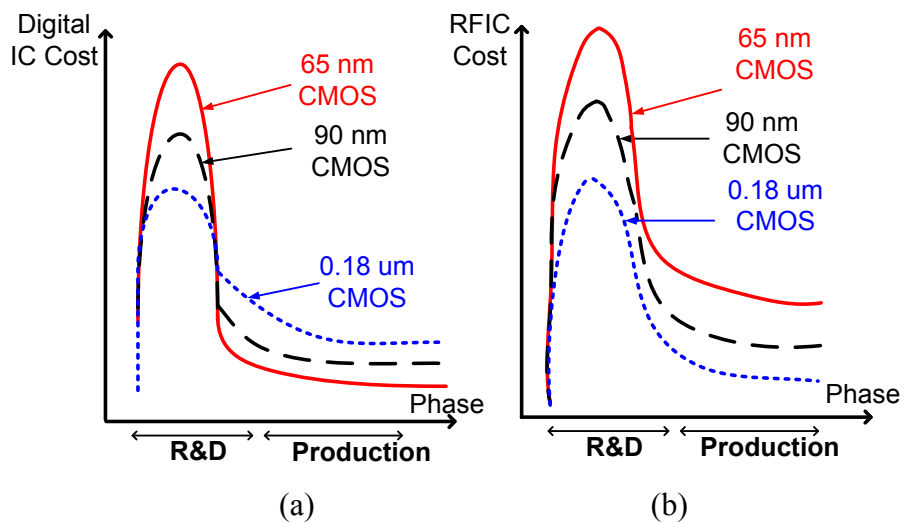 Digital
IC Cost
65 nm
CMOS
90 nm
CMOS
0.18 um
CMOS
Phase
R&D
Production
(a)
RFIC
Cost
65 nm
CMOS
90 nm
CMOS
0.18 um
CMOS
Phase
R&D
Production
(b)